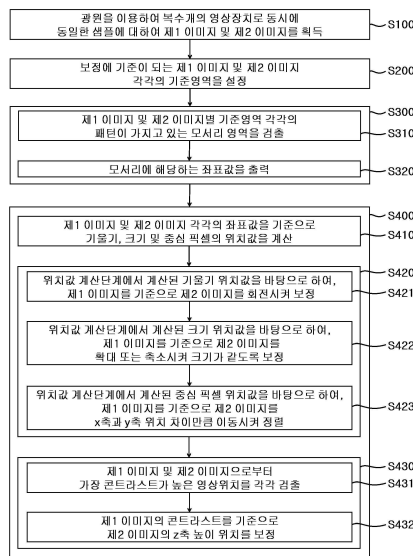 광원을 이용하여 복수개의 영상장치로 동시에
동일한 샘플에 대하여 제1 이미지 및 제2 이미지를 획득
S100
보정에 기준이 되는 제1 이미지 및 제2 이미지
각각의 기준영역을 설정
S200
S300
제1 이미지 및 제2 이미지별 기준영역 각각의
패턴이 가지고 있는 모서리 영역을 검출
S310
모서리에 해당하는 좌표값을 출력
S320
S400
제1 이미지 및 제2 이미지 각각의 좌표값을 기준으로
기울기, 크기 및 중심 픽셀의 위치값을 계산
S410
S420
위치값 계산단계에서 계산된 기울기 위치값을 바탕으로 하여,
제1 이미지를 기준으로 제2 이미지를 회전시켜 보정
S421
위치값 계산단계에서 계산된 크기 위치값을 바탕으로 하여,
제1 이미지를 기준으로 제2 이미지를
확대 또는 축소시켜 크기가 같도록 보정
S422
위치값 계산단계에서 계산된 중심 픽셀 위치값을 바탕으로 하여,
제1 이미지를 기준으로 제2 이미지를
x축과 y축 위치 차이만큼 이동시켜 정렬
S423
S430
제1 이미지 및 제2 이미지으로부터
가장 콘트라스트가 높은 영상위치를 각각 검출
S431
제1 이미지의 콘트라스트를 기준으로
제2 이미지의 z축 높이 위치를 보정
S432